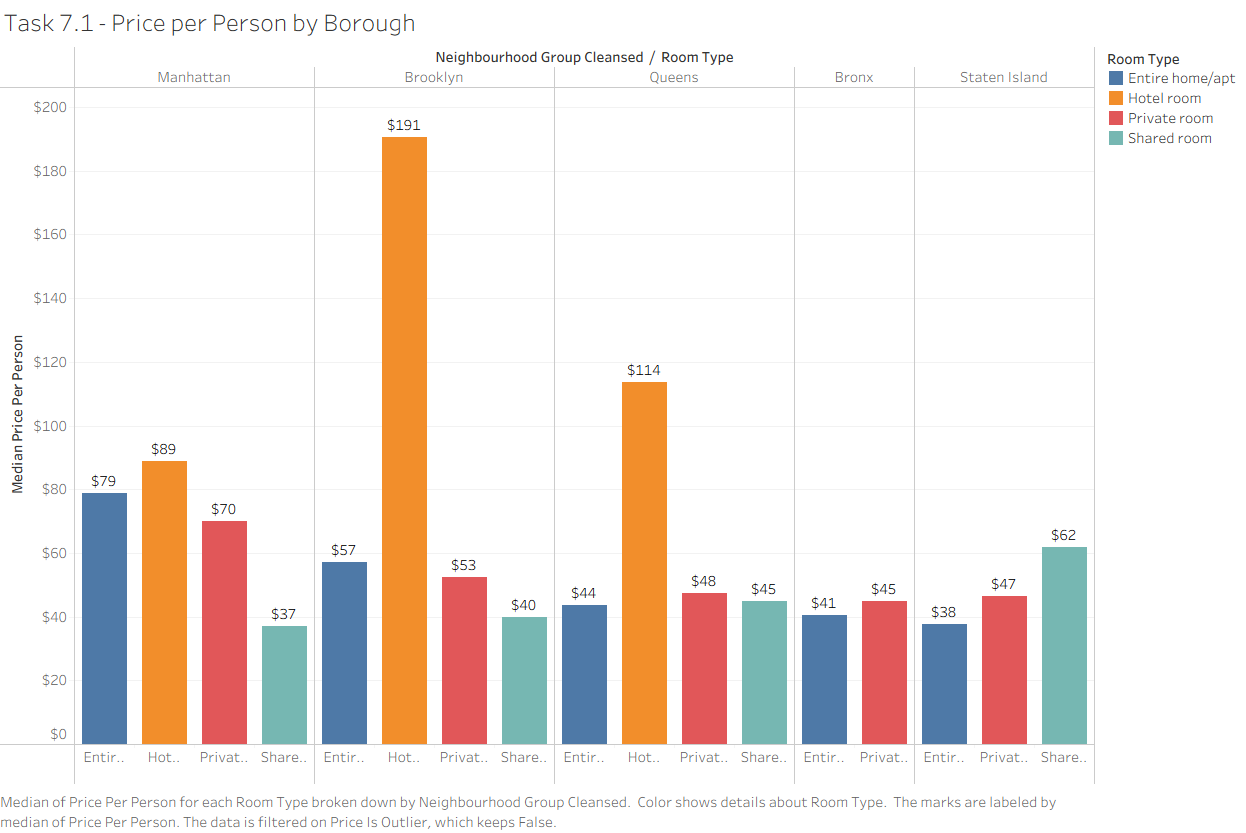 Task 7.1 - Price per Person by Borough
Neighbourhood Group Cleansed / Room Type
Manhattan Brooklyn Queens Bronx Staten Island
Room Type
Entire home/apt
Hotel room
Private room
Shared room
Median Price Per Person
$200
$180
$160
$140
$120
$100
$80
$60
$40
$20
$0
$79 $89 $70 $37 $57 $191 $53 $40 $44 $114 $48 $45 $41 $45 $38 $47 $62
Entir.. Hot.. Privat.. Share.. Entir.. Hot.. Privat.. Share.. Entir.. Hot.. Privat.. Share.. Entir.. Privat.. Entir.. Privat.. Share..
Median of Price Per Person for each Room Type broken down by Neighbourhood Group Cleansed. Color shows details about Room Type. The marks are labeled by
median of Price Per Person. The data is filtered on Price Is Outlier, which keeps False.